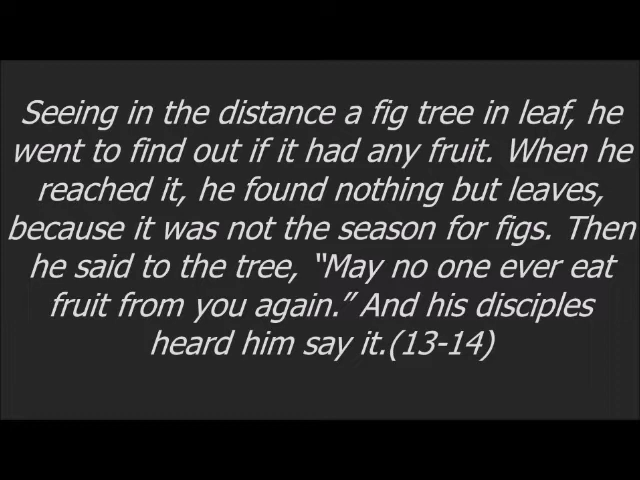 Seeing in the distance a fig tree in leaf, he
went to find out if it had any fruit. When he
reached it, he found nothing but leaves,
because it was not the season for figs. Then
he said to the tree, “May no one ever eat
fruit from you again.” And his disciples
heard him say it.(13-14)